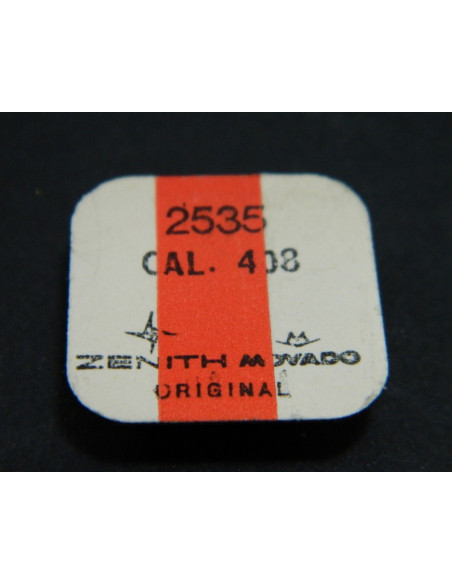 2535
CAL. 408
ZENITH MOVADO
ORIGINAL